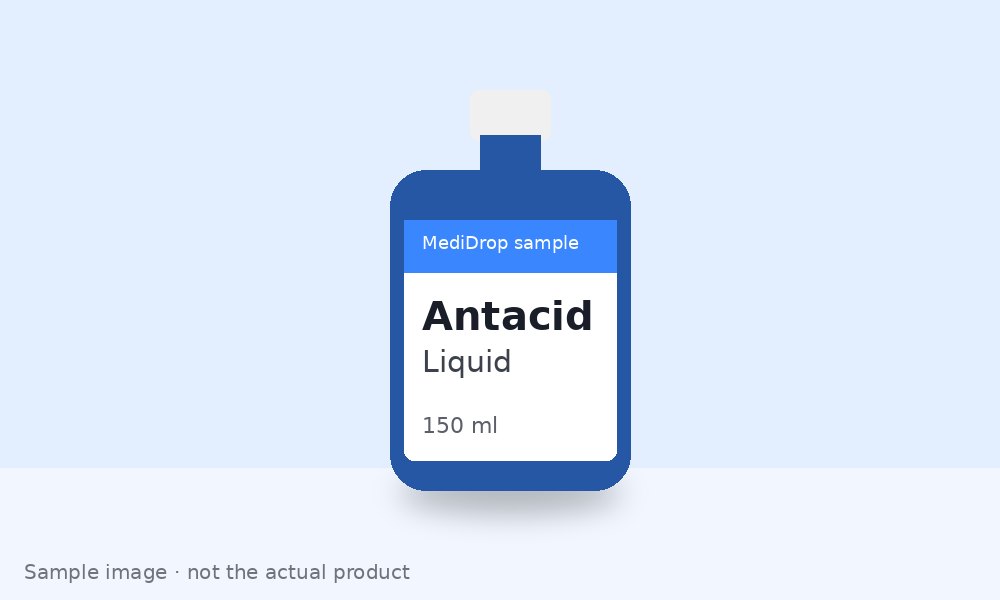 MediDrop sample
Antacid
Liquid
150 ml
Sample image · not the actual product